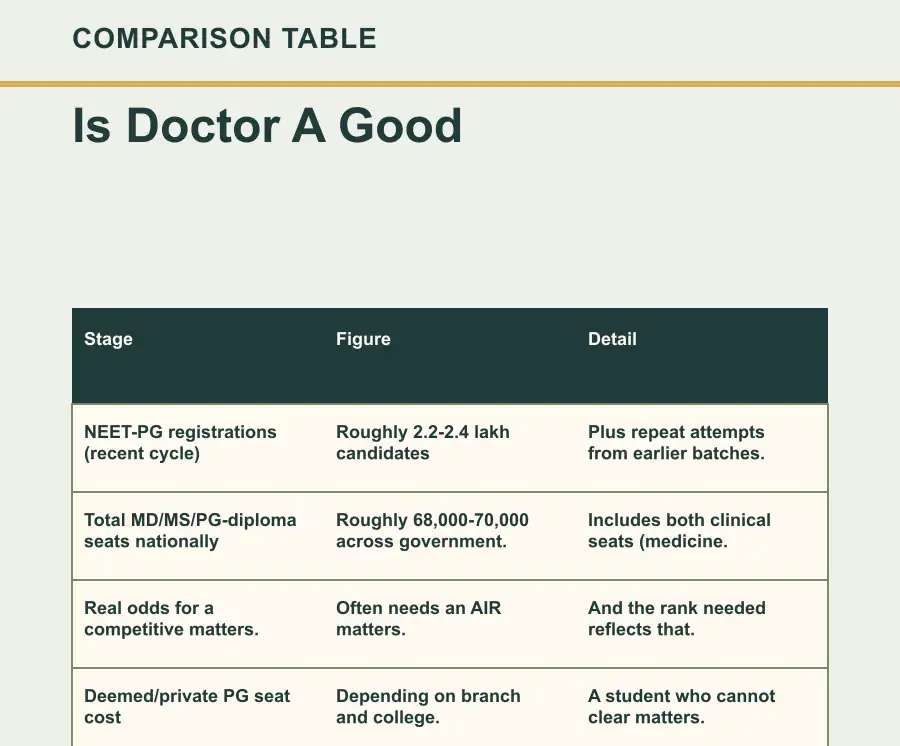 COMPARISON TABLE
Is Doctor A Good
Stage
Figure
Detail
NEET-PG registrations
(recent cycle)
Roughly 2.2-2.4 lakh
candidates
Plus repeat attempts
from earlier batches.
Total MD/MS/PG-diploma
seats nationally
Roughly 68,000-70,000
across government.
Includes both clinical
seats (medicine.
Real odds for a
competitive matters.
Often needs an AIR
matters.
And the rank needed
reflects that.
Deemed/private PG seat
cost
Depending on branch
and college.
A student who cannot
clear matters.